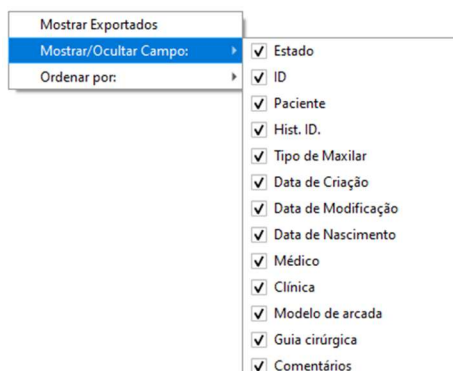 Mostrar Exportados
Mostrar/Ocultar Campo:
Ordenar por:
Estado
ID
Paciente
Hist. ID.
Tipo de Maxilar
Data de Criação
Data de Modificação
Data de Nascimento
Médico
Clínica
Modelo de arcada
Guia cirúrgica
Comentários